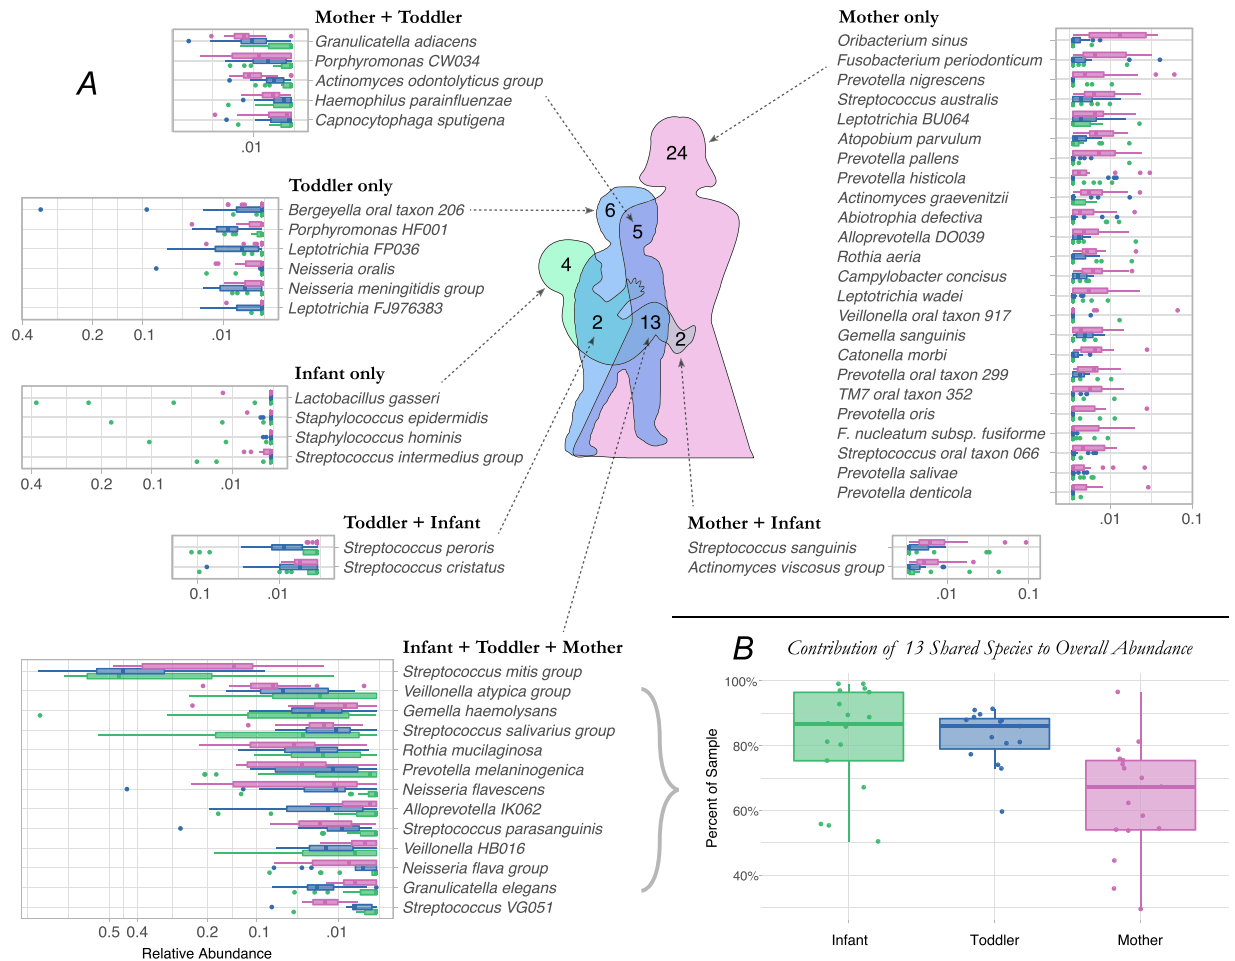 A
Mother + Toddler
Granulicatella adiacens
Porphyromonas CW034
Actinomyces odontolyticus group
Haemophilus parainfluenzae
Capnocytophaga sputigena
.01
Toddler only
Bergeyella oral taxon 206
Porphyromonas HF001
Leptotrichia FP036
Neisseria oralis
Neisseria meningitidis group
Leptotrichia FJ976383
0.4 0.2 0.1 .01
Infant only
Lactobacillus gasseri
Staphylococcus epidermidis
Staphylococcus hominis
Streptococcus intermedius group
0.4 0.2 0.1 .01
24
6
5
4
2
13
2
Mother only
Oribacterium sinus
Fusobacterium periodonticum
Prevotella nigrescens
Streptococcus australis
Leptotrichia BU064
Atopobium parvulum
Prevotella pallens
Prevotella histicola
Actinomyces graevenitzii
Abiotrophia defectiva
Alloprevotella DO039
Rothia aeria
Campylobacter concisus
Leptotrichia wadei
Veillonella oral taxon 917
Gemella sanguinis
Catonella morbi
Prevotella oral taxon 299
TM7 oral taxon 352
Prevotella oris
F. nucleatum subsp. fusiforme
Streptococcus oral taxon 066
Prevotella salivae
Prevotella denticola
.01 0.1
Toddler + Infant
Streptococcus peroris
Streptococcus cristatus
0.1 .01
Mother + Infant
Streptococcus sanguinis
Actinomyces viscosus group
.01 0.1
Infant + Toddler + Mother
Streptococcus mitis group
Veillonella atypica group
Gemella haemolysans
Streptococcus salivarius group
Rothia mucilaginosa
Prevotella melaninogenica
Neisseria flavescens
Alloprevotella IK062
Streptococcus parasanguinis
Veillonella HB016
Neisseria flava group
Granulicatella elegans
Streptococcus VG051
0.5 0.4 0.2 0.1 .01
Relative Abundance
B
Contribution of 13 Shared Species to Overall Abundance
Percent of Sample
100%
80%
60%
40%
Infant Toddler Mother